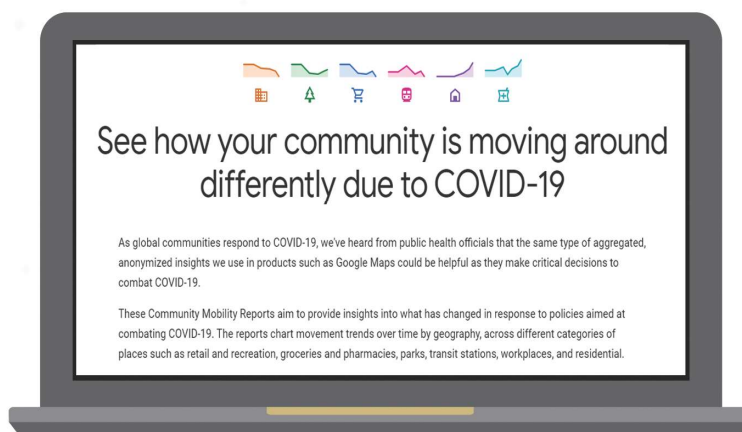 See how your community is moving around
differently due to COVID-19
As global communities respond to COVID-19, we've heard from public health officials that the same type of aggregated,
anonymized insights we use in products such as Google Maps could be helpful as they make critical decisions to
combat COVID-19.
These Community Mobility Reports aim to provide insights into what has changed in response to policies aimed at
combating COVID-19. The reports chart movement trends over time by geography, across different categories of
places such as retail and recreation, groceries and pharmacies, parks, transit stations, workplaces, and residential.